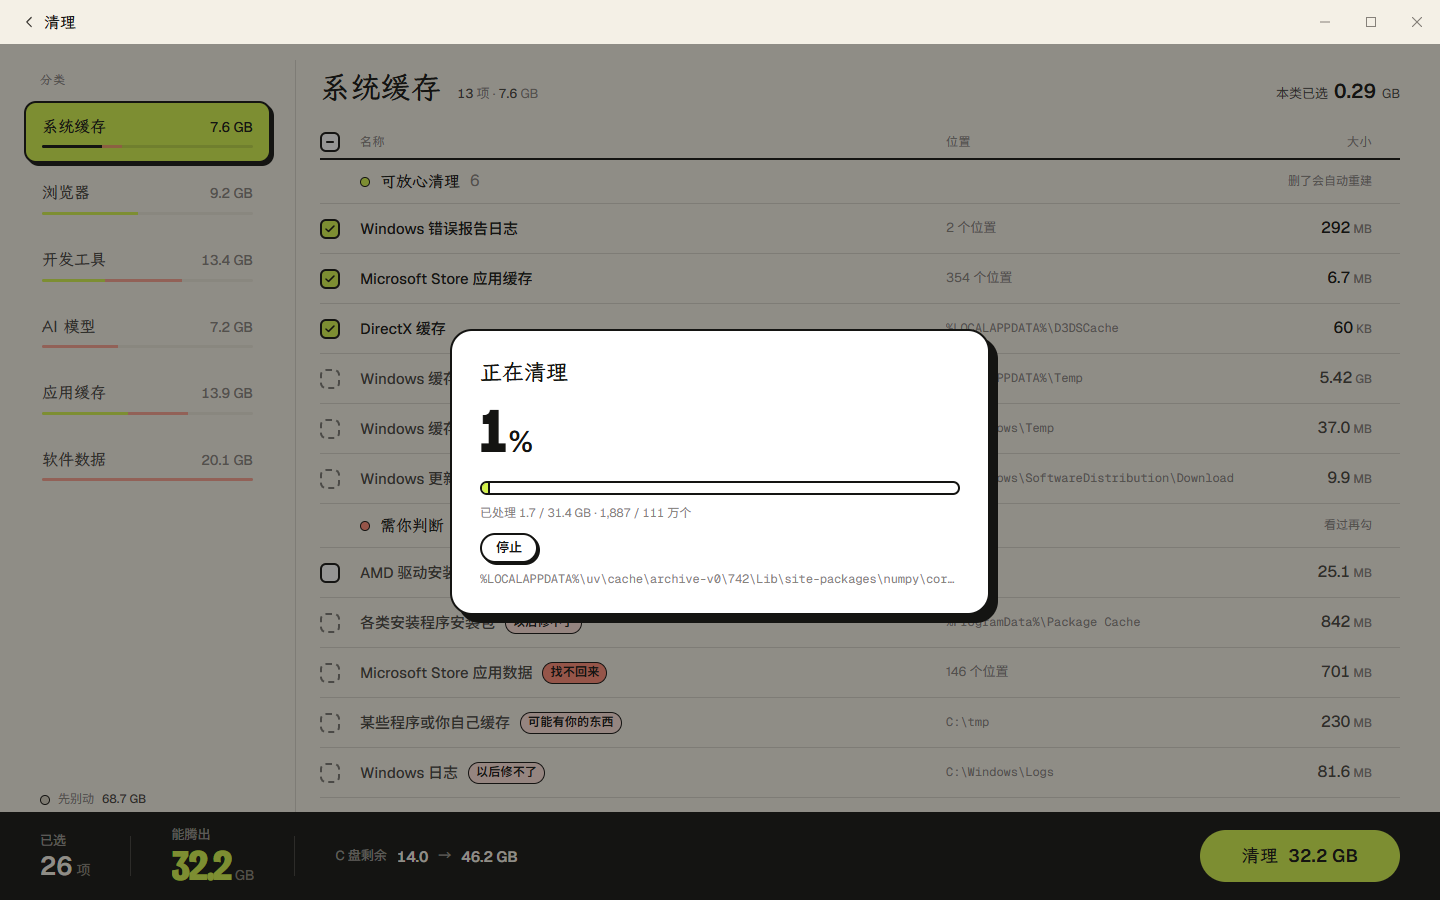 清理
分类
系统缓存 7.6 GB
浏览器 9.2 GB
开发工具 13.4 GB
AI 模型 7.2 GB
应用缓存 13.9 GB
软件数据 20.1 GB
先别动 68.7 GB
系统缓存 13 项 · 7.6 GB
本类已选 0.29 GB
名称 位置 大小
可放心清理 6 删了会自动重建
Windows 错误报告日志 2 个位置 292 MB
Microsoft Store 应用缓存 354 个位置 6.7 MB
DirectX 缓存 %LOCALAPPDATA%\D3DSCache 60 KB
Windows 缓存 PPDATA%\Temp 5.42 GB
Windows 缓存 ows\Temp 37.0 MB
Windows 更新 ows\SoftwareDistribution\Download 9.9 MB
需你判断 看过再勾
AMD 驱动安装 25.1 MB
各类安装程序安装包 以后修不了 %ProgramData%\Package Cache 842 MB
Microsoft Store 应用数据 找不回来 146 个位置 701 MB
某些程序或你自己缓存 可能有你的东西 C:\tmp 230 MB
Windows 日志 以后修不了 C:\Windows\Logs 81.6 MB
正在清理
1%
已处理 1.7 / 31.4 GB · 1,887 / 111 万个
停止
%LOCALAPPDATA%\uv\cache\archive-v0\742\Lib\site-packages\numpy\cor…
已选
26 项
能腾出
32.2 GB
C 盘剩余 14.0 → 46.2 GB
清理 32.2 GB